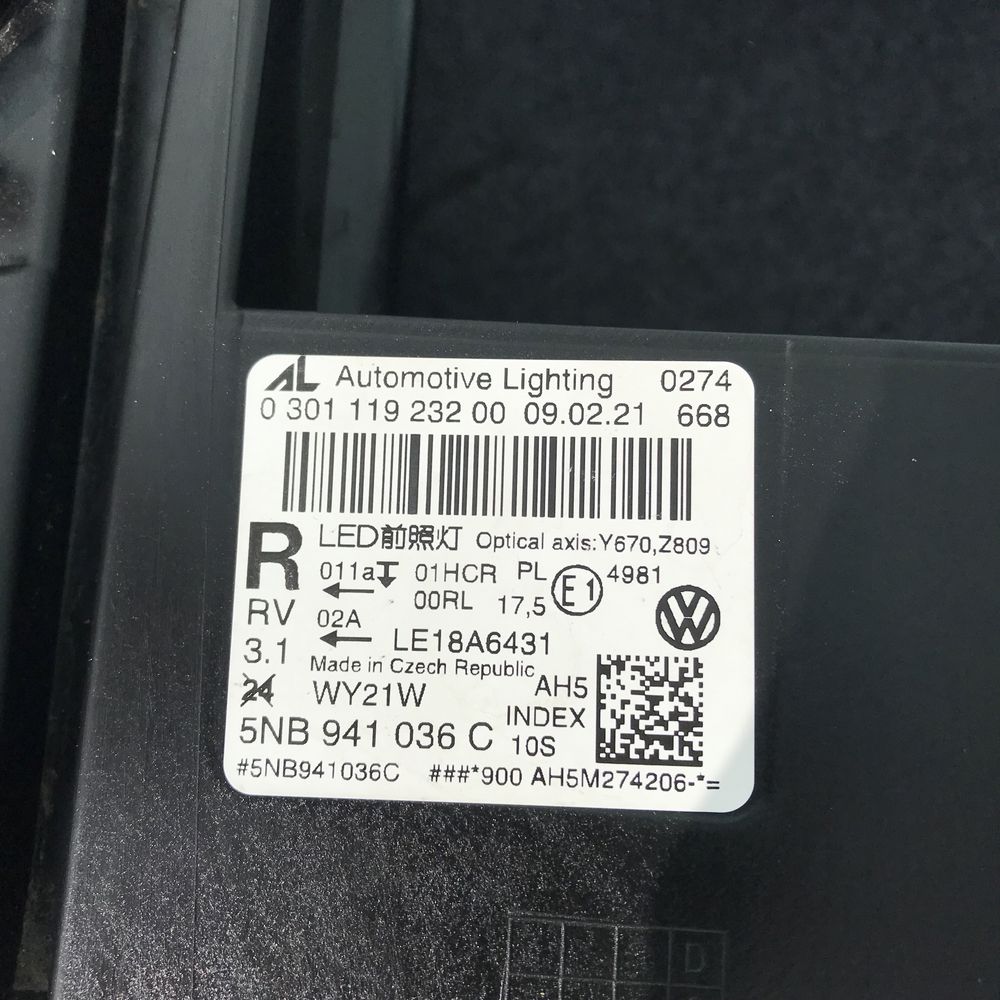 AL Automotive Lighting 0274
0 301 119 232 00 09.02.21 668
R LED前照灯 Optical axis:Y670,Z809
011a 01HCR PL E1 4981
00RL 17,5
RV 02A
LE18A6431
3.1 Made in Czech Republic
24 WY21W AH5
INDEX
5NB 941 036 C 10S
#5NB941036C ###*900 AH5M274206-*=
D